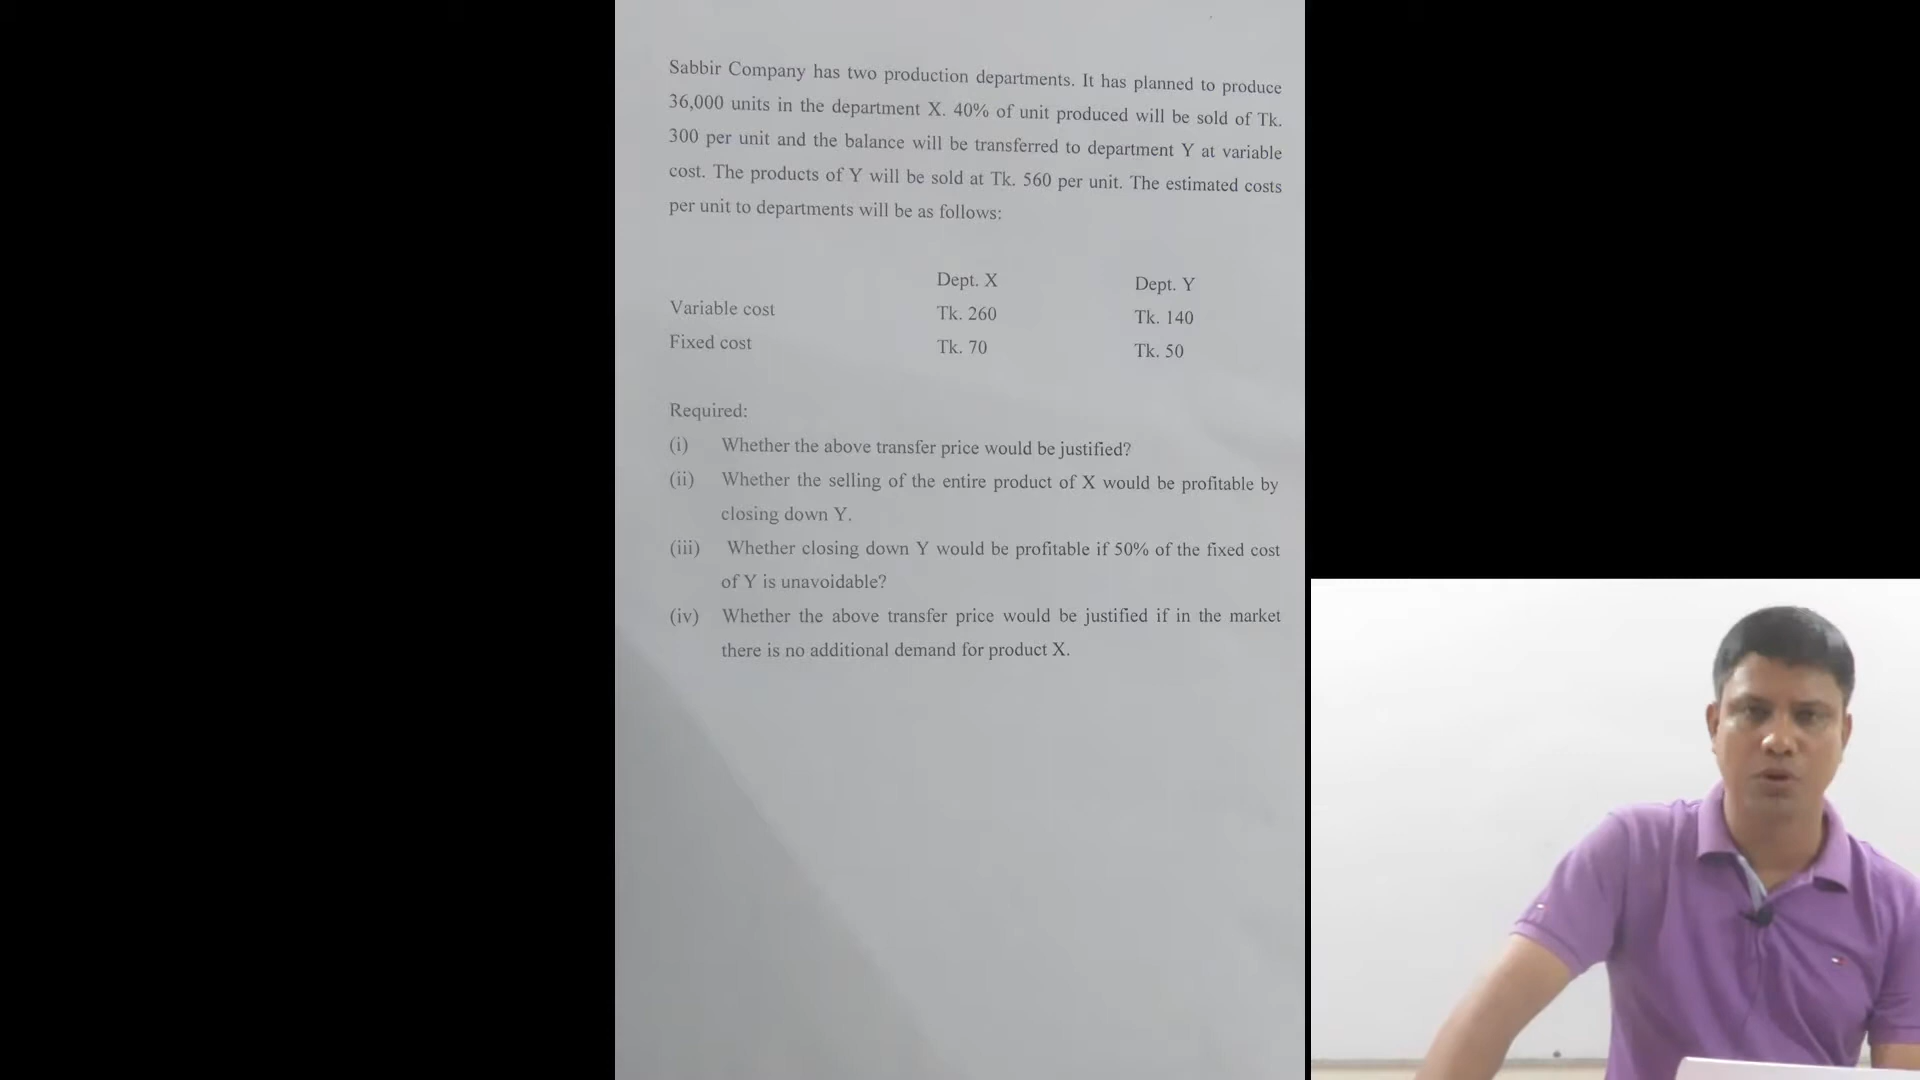 Sabbir Company has two production departments. It has planned to produce
36,000 units in the department X. 40% of unit produced will be sold of Tk.
300 per unit and the balance will be transferred to department Y at variable
cost. The products of Y will be sold at Tk. 560 per unit. The estimated costs
per unit to departments will be as follows:
Dept. X Dept. Y
Variable cost Tk. 260 Tk. 140
Fixed cost Tk. 70 Tk. 50
Required:
(i) Whether the above transfer price would be justified?
(ii) Whether the selling of the entire product of X would be profitable by
closing down Y.
(iii) Whether closing down Y would be profitable if 50% of the fixed cost
of Y is unavoidable?
(iv) Whether the above transfer price would be justified if in the market
there is no additional demand for product X.